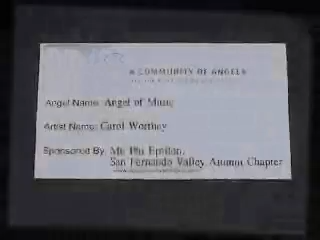 A COMMUNITY OF ANGELS
Angel Name: Angel of Music
Artist Name: Carol Worthey
Sponsored By: Mu Phi Epsilon,
San Fernando Valley Alumni Chapter